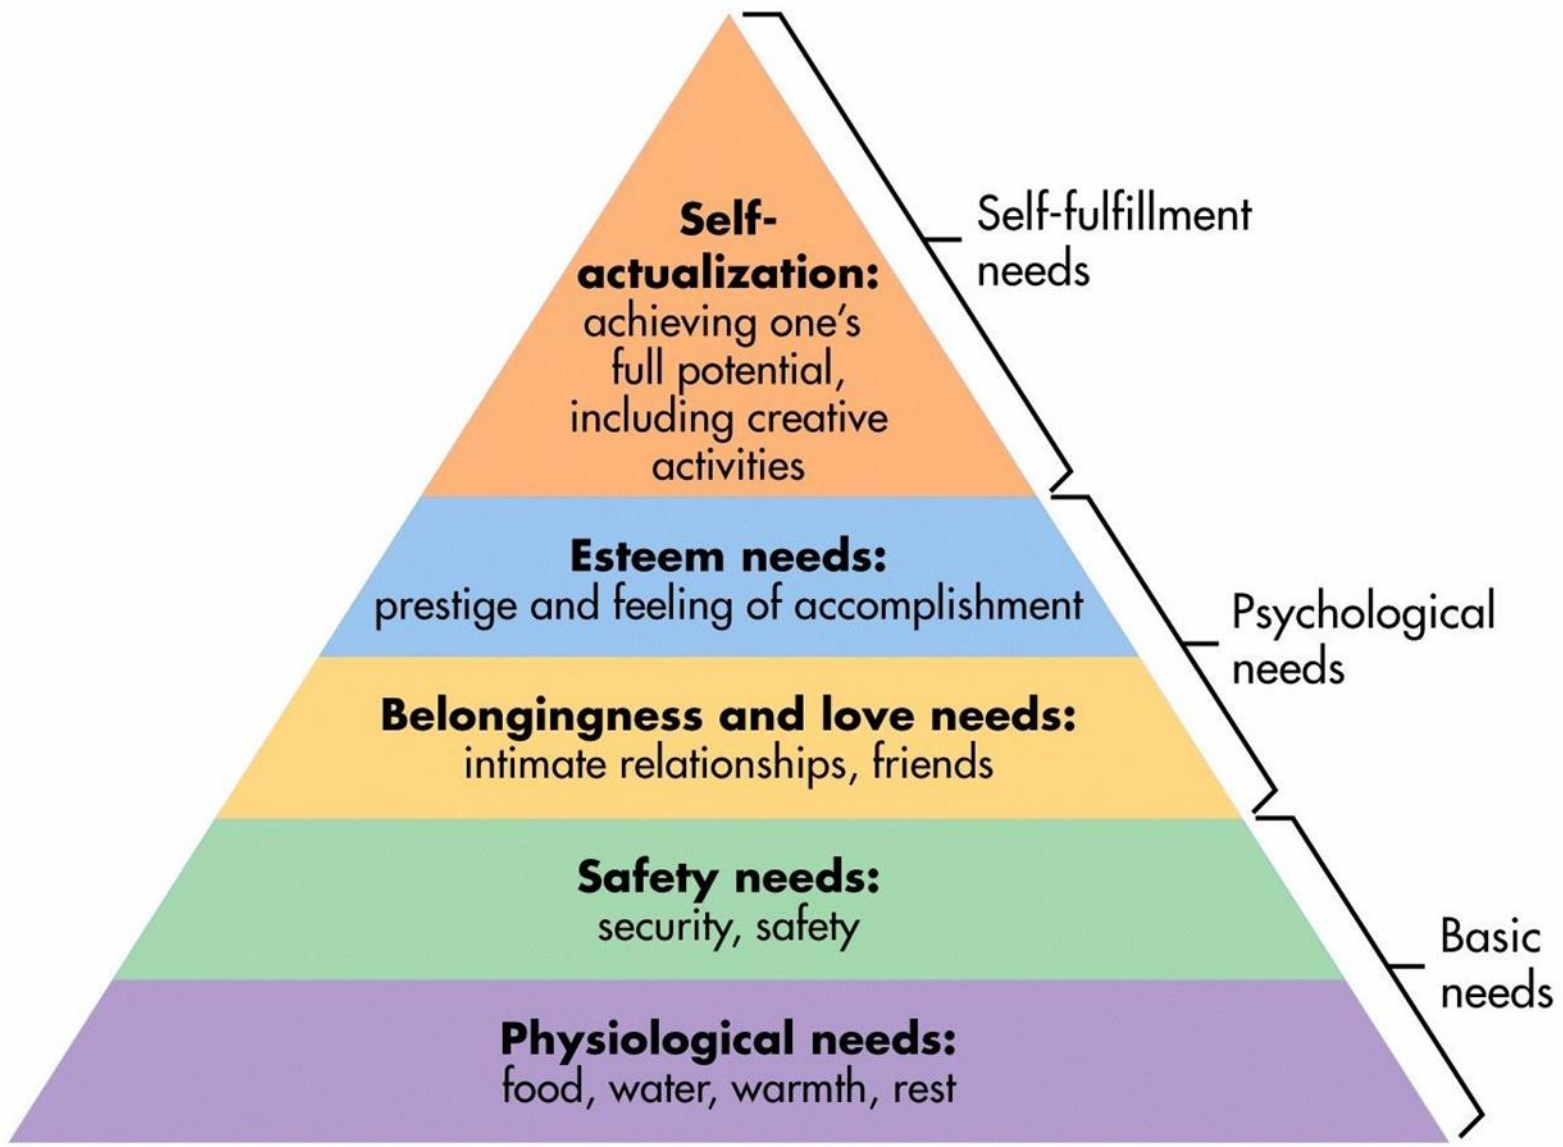 Self-
actualization:
achieving one’s
full potential,
including creative
activities
Self-fulfillment
needs
Esteem needs:
prestige and feeling of accomplishment
Psychological
needs
Belongingness and love needs:
intimate relationships, friends
Safety needs:
security, safety
Basic
needs
Physiological needs:
food, water, warmth, rest